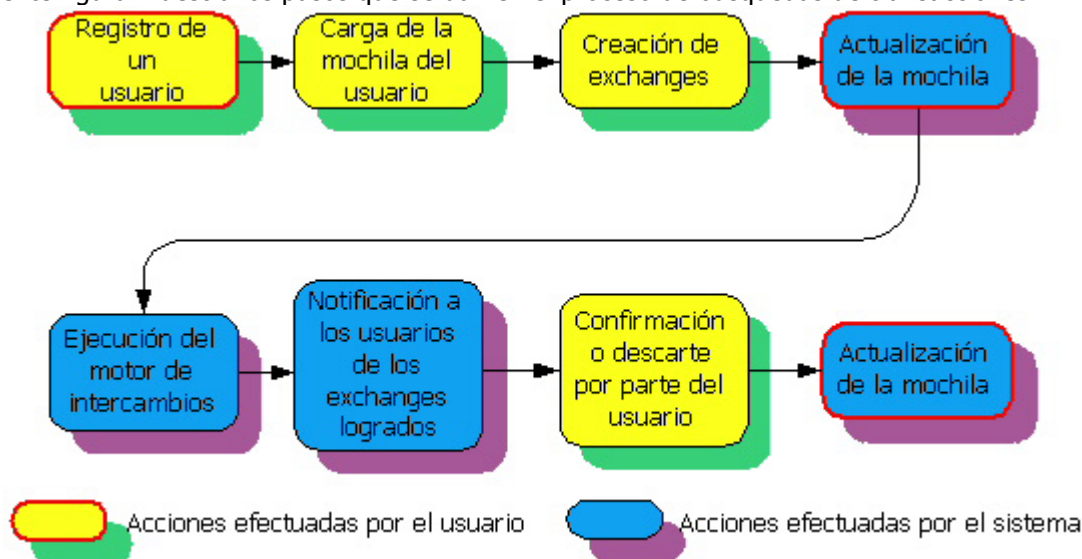 Registro de
un
usuario
Carga de la
mochila del
usuario
Creación de
exchanges
Actualización
de la mochila
Ejecución del
motor de
intercambios
Notificación a
los usuarios
de los
exchanges
logrados
Confirmación
o descarte
por parte del
usuario
Actualización
de la mochila
Acciones efectuadas por el usuario
Acciones efectuadas por el sistema